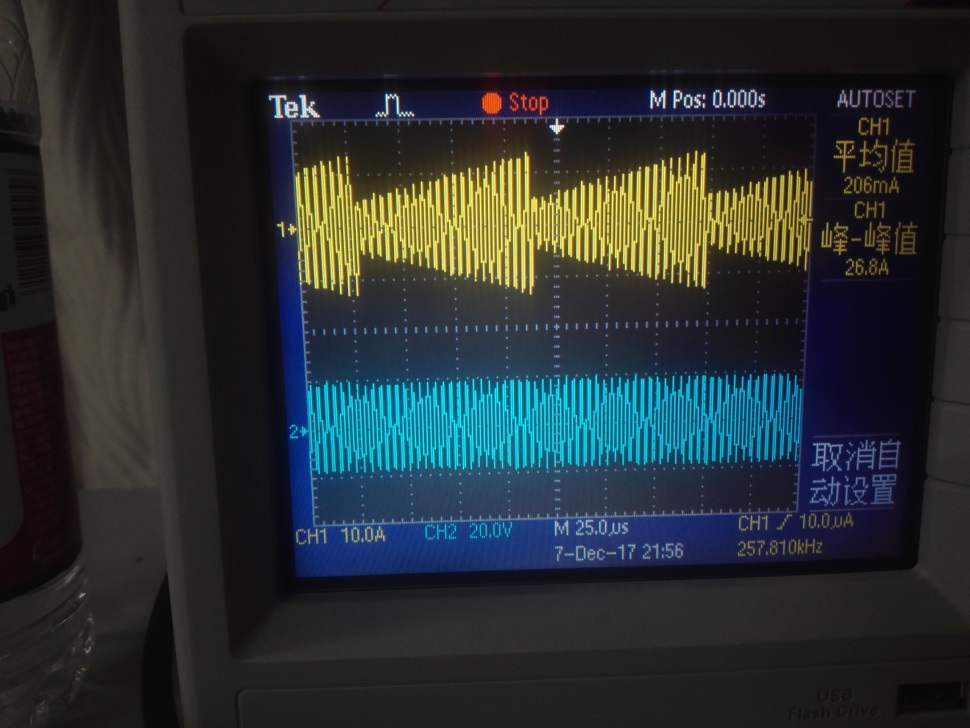 Tek Stop M Pos: 0.000s AUTOSET
CH1
平均值
206mA
CH1
峰-峰值
26.8A
1
2
取消自
动设置
CH1 10.0A CH2 20.0V M 25.0us CH1 10.0uA
7-Dec-17 21:56 257.810kHz
USB
Flash Drive